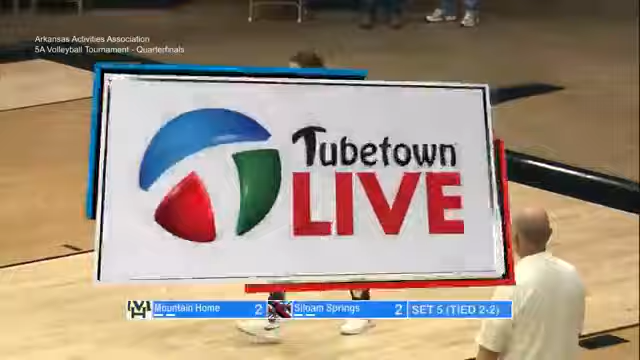 Arkansas Activities Association
5A Volleyball Tournament - Quarterfinals
Tubetown
LIVE
Mountain Home 2 Siloam Springs 2 SET 5 (TIED 2-2)